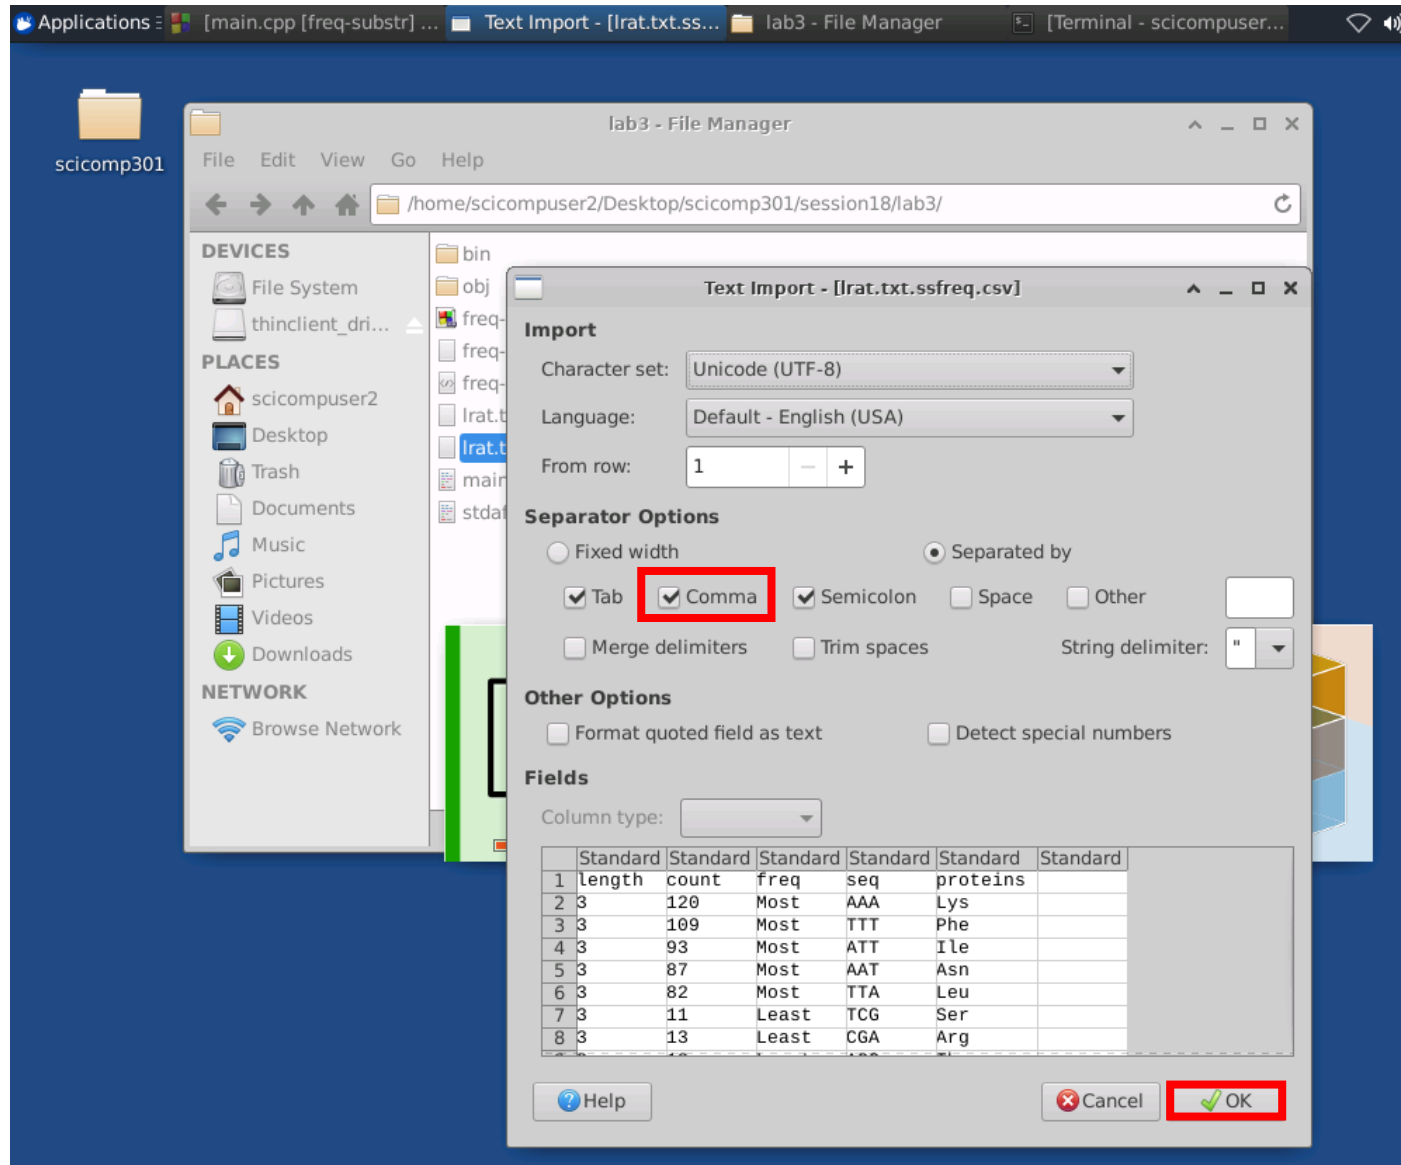 Applications
[main.cpp [freq-substr] ...
Text Import - [lrat.txt.ss...
lab3 - File Manager
[Terminal - scicompuser...
scicomp301
lab3 - File Manager
File Edit View Go Help
/home/scicompuser2/Desktop/scicomp301/session18/lab3/
DEVICES
File System
thinclient_dri...
PLACES
scicompuser2
Desktop
Trash
Documents
Music
Pictures
Videos
Downloads
NETWORK
Browse Network
bin
obj
freq-
freq-
freq-
lrat.t
lrat.t
main
stdaf
Text Import - [lrat.txt.ssfreq.csv]
Import
Character set: Unicode (UTF-8)
Language: Default - English (USA)
From row: 1
Separator Options
Fixed width Separated by
Tab Comma Semicolon Space Other
Merge delimiters Trim spaces String delimiter: "
Other Options
Format quoted field as text Detect special numbers
Fields
Column type:
Standard Standard Standard Standard Standard Standard
1 length count freq seq proteins
2 3 120 Most AAA Lys
3 3 109 Most TTT Phe
4 3 93 Most ATT Ile
5 3 87 Most AAT Asn
6 3 82 Most TTA Leu
7 3 11 Least TCG Ser
8 3 13 Least CGA Arg
Help Cancel OK